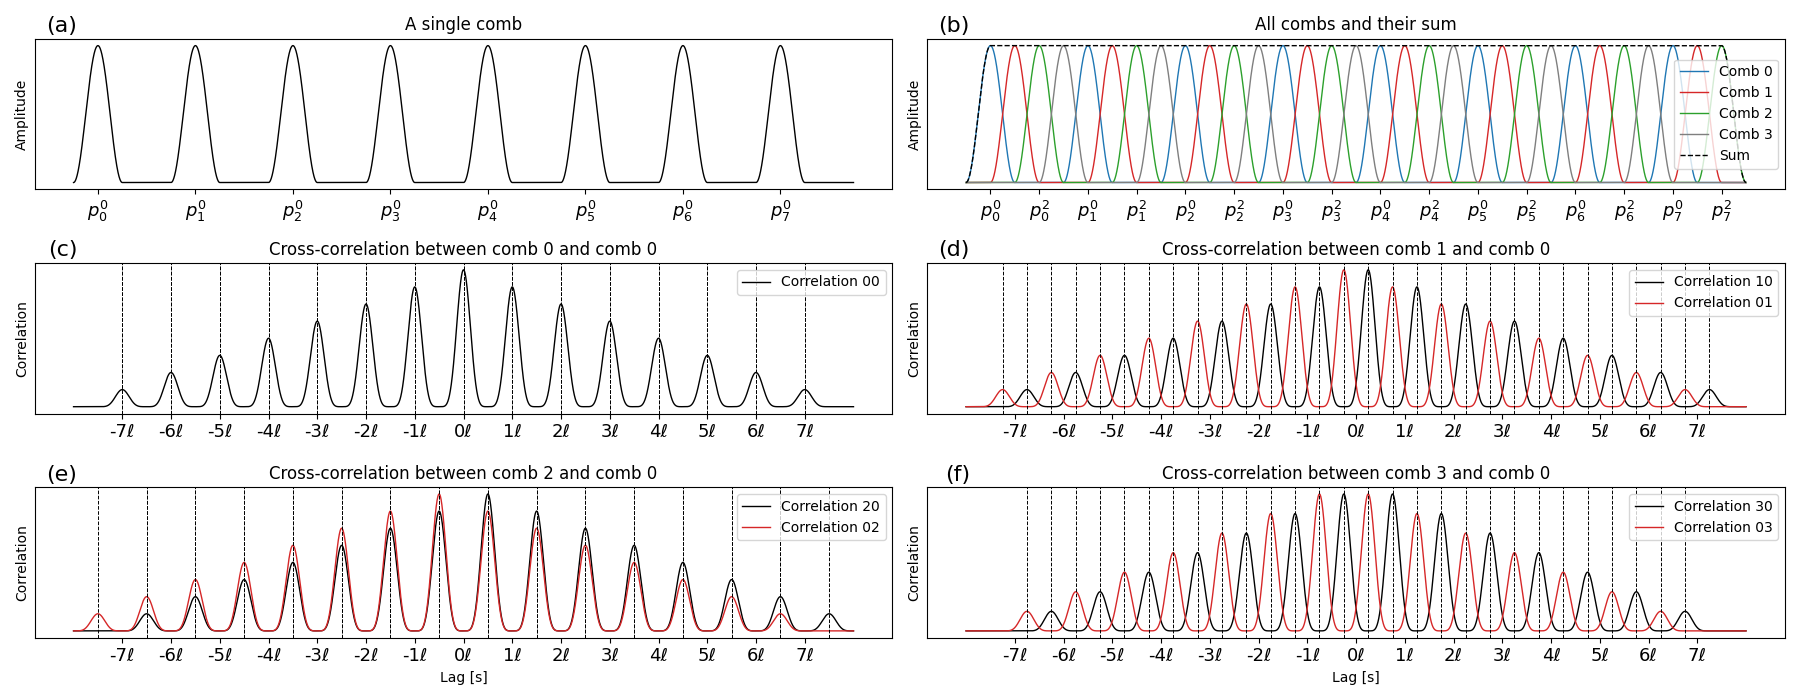 (a) A single comb
Amplitude
p₀⁰ p₁⁰ p₂⁰ p₃⁰ p₄⁰ p₅⁰ p₆⁰ p₇⁰
(b) All combs and their sum
Amplitude
Comb 0
Comb 1
Comb 2
Comb 3
Sum
p₀⁰ p₀² p₁⁰ p₁² p₂⁰ p₂² p₃⁰ p₃² p₄⁰ p₄² p₅⁰ p₅² p₆⁰ p₆² p₇⁰ p₇²
(c) Cross-correlation between comb 0 and comb 0
Correlation
Correlation 00
-7ℓ -6ℓ -5ℓ -4ℓ -3ℓ -2ℓ -1ℓ 0ℓ 1ℓ 2ℓ 3ℓ 4ℓ 5ℓ 6ℓ 7ℓ
(d) Cross-correlation between comb 1 and comb 0
Correlation
Correlation 10
Correlation 01
-7ℓ -6ℓ -5ℓ -4ℓ -3ℓ -2ℓ -1ℓ 0ℓ 1ℓ 2ℓ 3ℓ 4ℓ 5ℓ 6ℓ 7ℓ
(e) Cross-correlation between comb 2 and comb 0
Correlation
Correlation 20
Correlation 02
-7ℓ -6ℓ -5ℓ -4ℓ -3ℓ -2ℓ -1ℓ 0ℓ 1ℓ 2ℓ 3ℓ 4ℓ 5ℓ 6ℓ 7ℓ
Lag [s]
(f) Cross-correlation between comb 3 and comb 0
Correlation
Correlation 30
Correlation 03
-7ℓ -6ℓ -5ℓ -4ℓ -3ℓ -2ℓ -1ℓ 0ℓ 1ℓ 2ℓ 3ℓ 4ℓ 5ℓ 6ℓ 7ℓ
Lag [s]